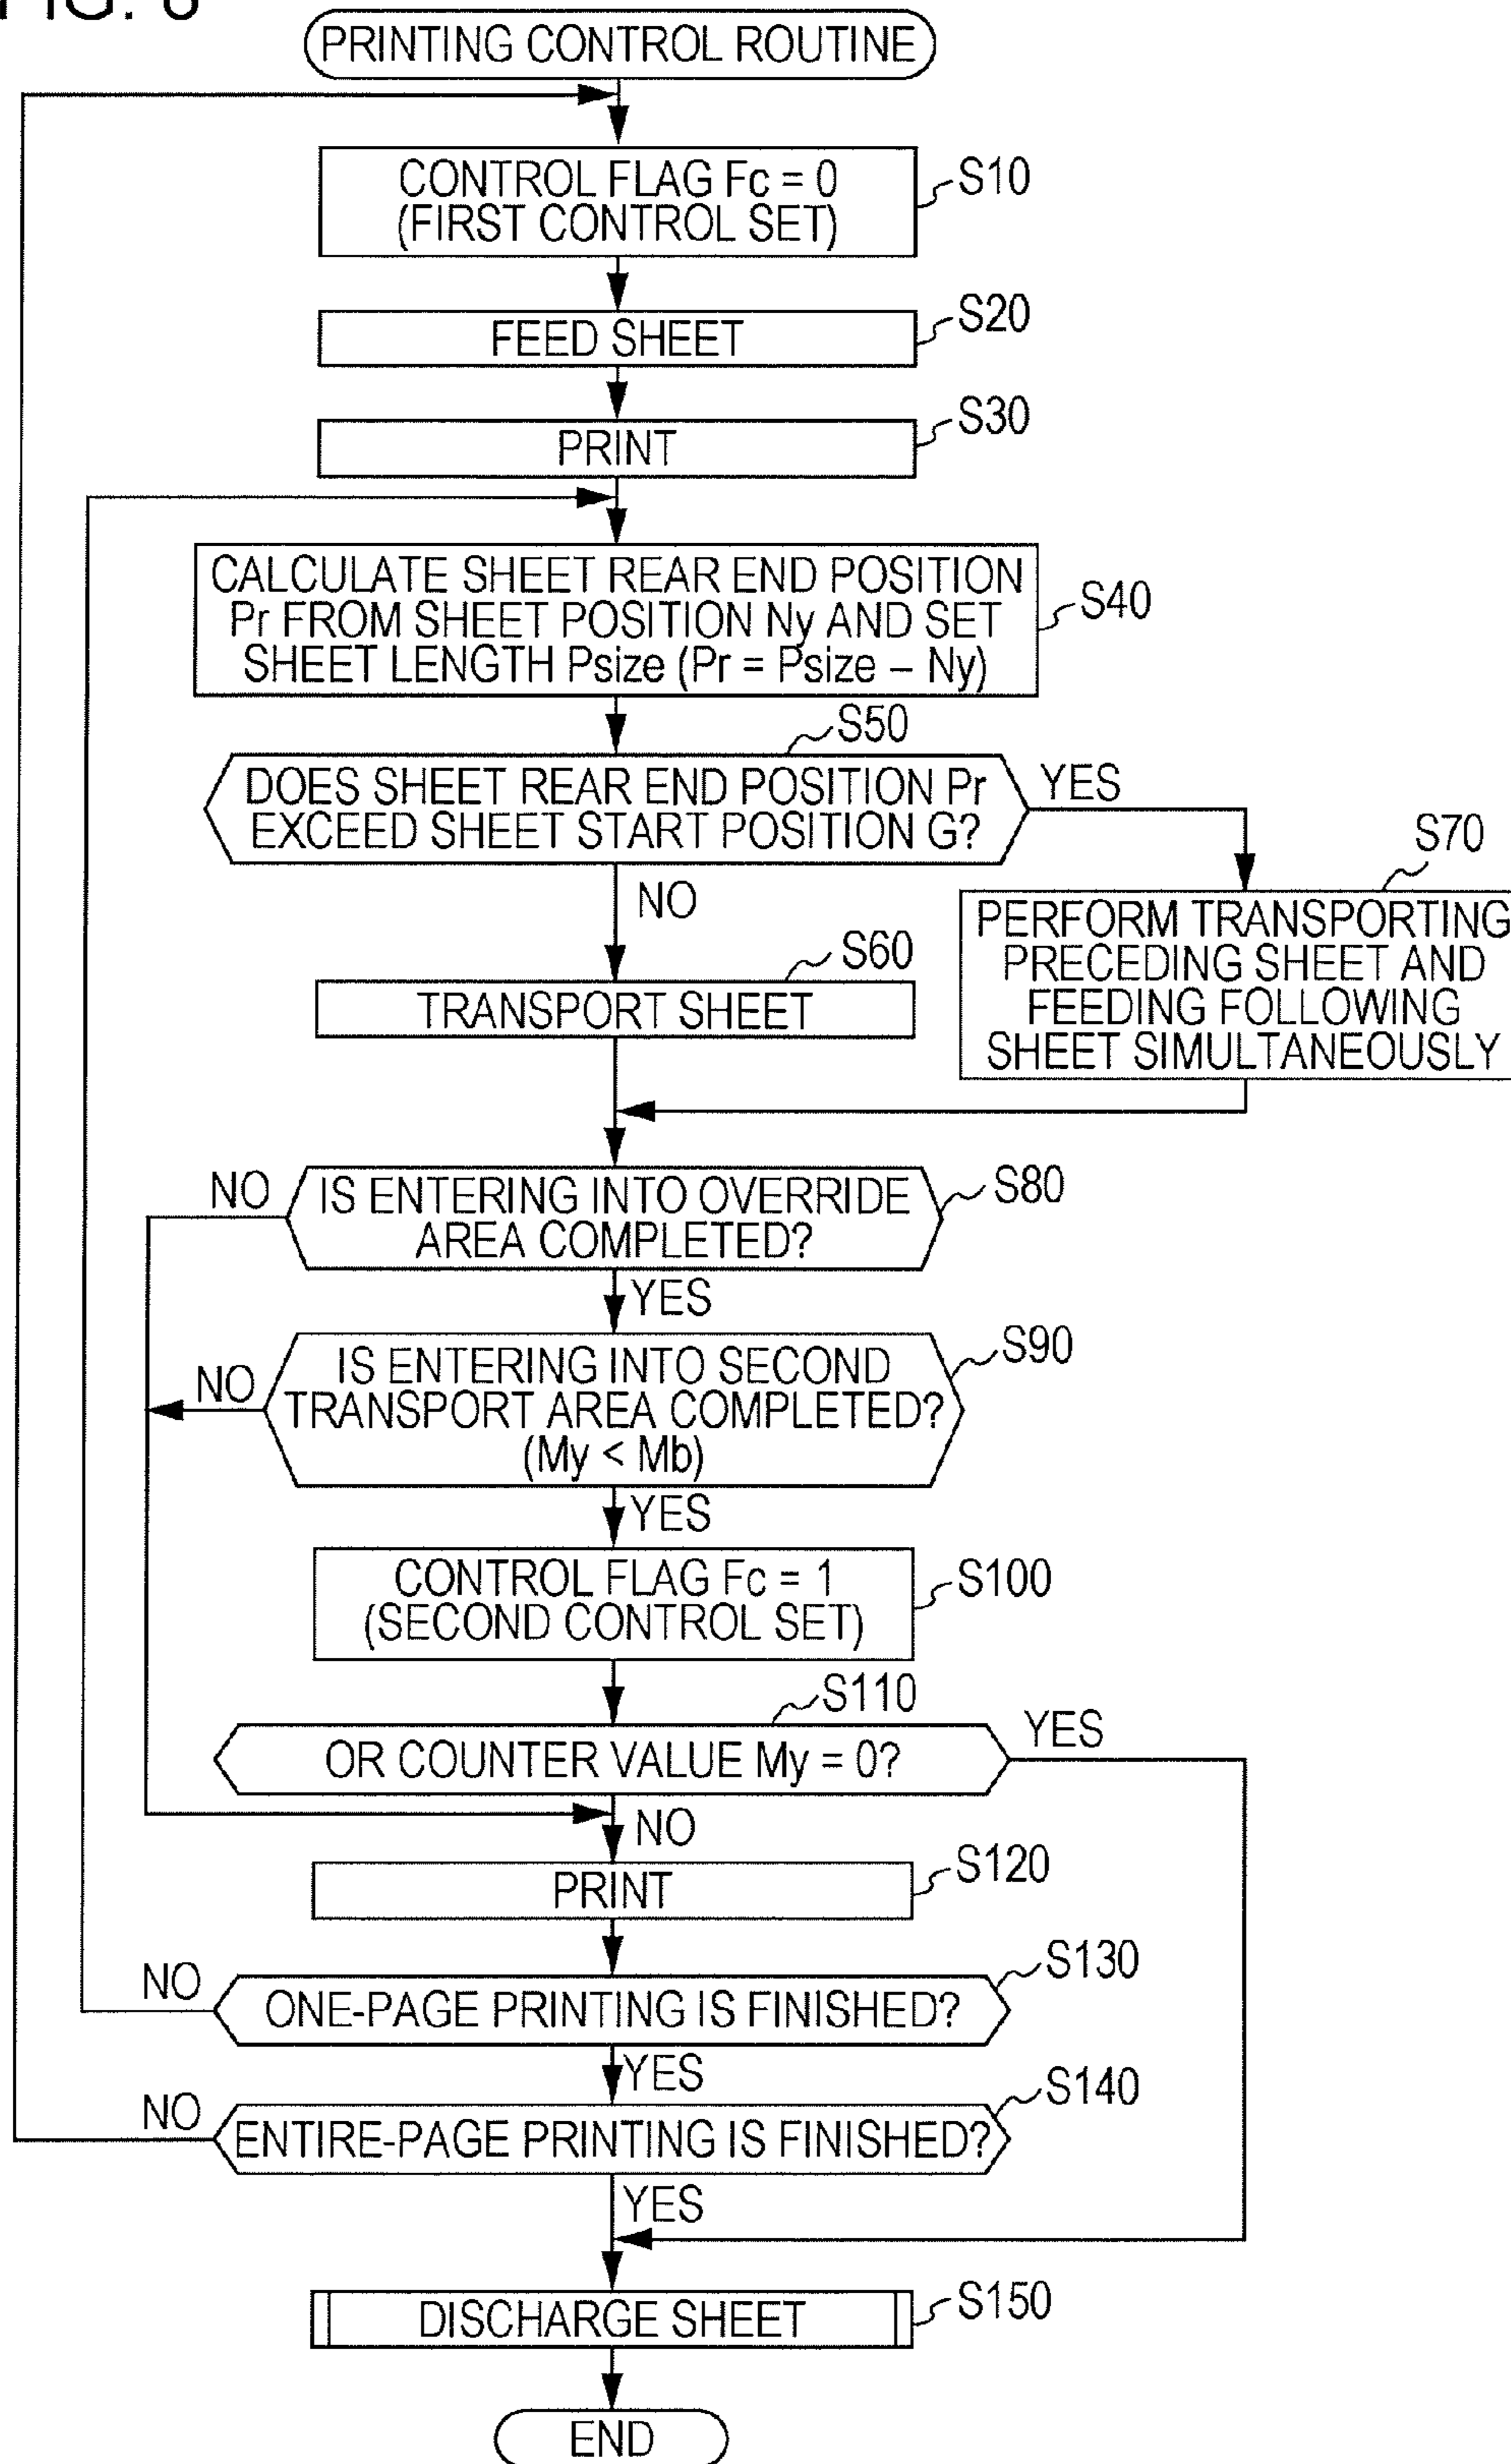 FIG. 8
PRINTING CONTROL ROUTINE
CONTROL FLAG Fc = 0
(FIRST CONTROL SET)
S10
FEED SHEET
S20
PRINT
S30
CALCULATE SHEET REAR END POSITION
Pr FROM SHEET POSITION Ny AND SET
SHEET LENGTH Psize (Pr = Psize – Ny)
S40
S50
DOES SHEET REAR END POSITION Pr
EXCEED SHEET START POSITION G?
YES
NO
S70
PERFORM TRANSPORTING
PRECEDING SHEET AND
FEEDING FOLLOWING
SHEET SIMULTANEOUSLY
S60
TRANSPORT SHEET
NO
IS ENTERING INTO OVERRIDE
AREA COMPLETED?
S80
YES
NO
IS ENTERING INTO SECOND
TRANSPORT AREA COMPLETED?
(My < Mb)
S90
YES
CONTROL FLAG Fc = 1
(SECOND CONTROL SET)
S100
S110
OR COUNTER VALUE My = 0?
YES
NO
PRINT
S120
NO
ONE-PAGE PRINTING IS FINISHED?
S130
YES
NO
ENTIRE-PAGE PRINTING IS FINISHED?
S140
YES
DISCHARGE SHEET
S150
END